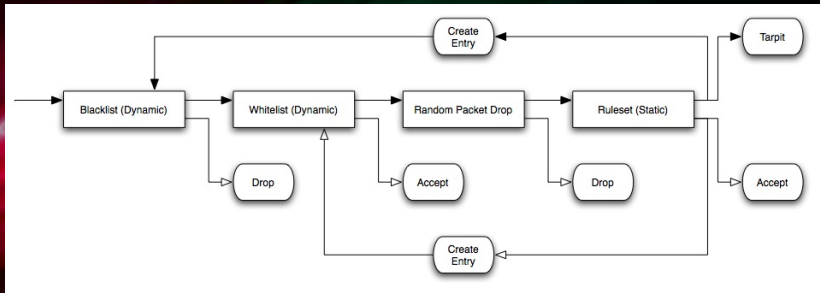 Create
Entry
Tarpit
Blacklist (Dynamic)
Whitelist (Dynamic)
Random Packet Drop
Ruleset (Static)
Drop
Accept
Drop
Accept
Create
Entry